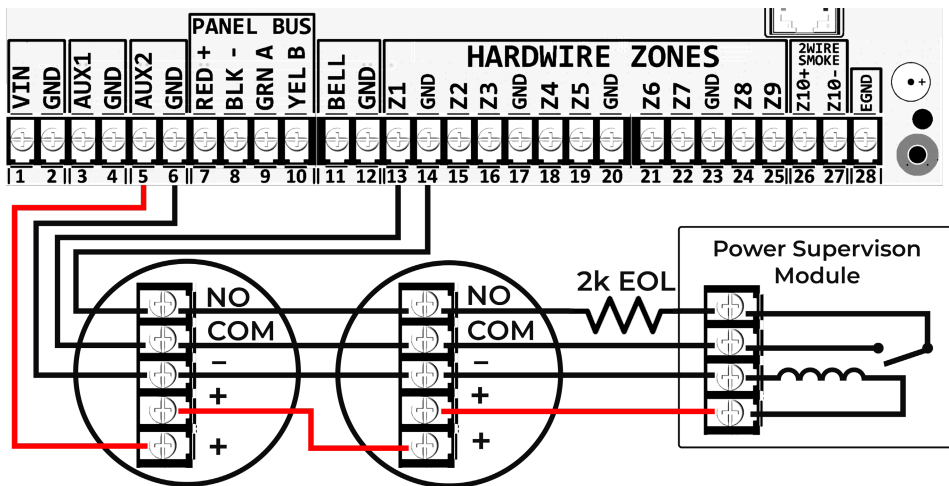 PANEL BUS
HARDWIRE ZONES
2WIRE
SMOKE
VIN GND AUX1 GND AUX2 GND RED + BLK - GRN A YEL B BELL GND Z1 GND Z2 Z3 GND Z4 Z5 GND Z6 Z7 GND Z8 Z9 Z10+ Z10- EGND
1 2 3 4 5 6 7 8 9 10 11 12 13 14 15 16 17 18 19 20 21 22 23 24 25 26 27 28
Power Supervison
Module
2k EOL
NO NO
COM COM
– –
+ +
+ +